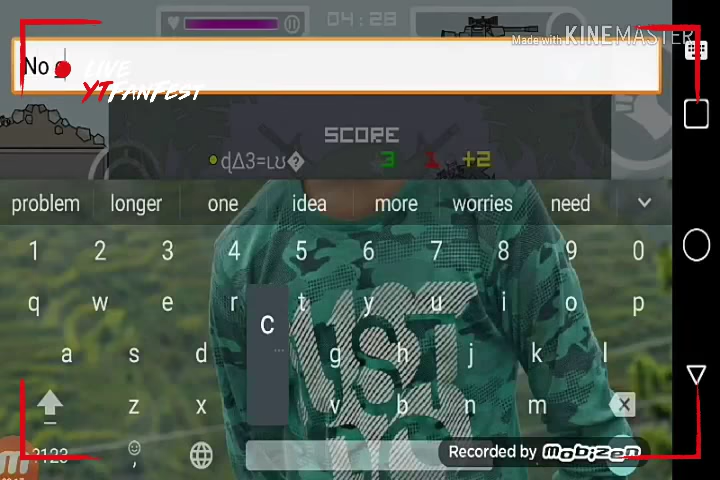 04:28
Made with KINEMASTER
No
LIVE
YTFANFEST
SCORE
3 1 +2
problem longer one idea more worries need
1 2 3 4 5 6 7 8 9 0
q w e r t y u i o p
a s d g h j k l
C
z x v b n m
?123 ,
Recorded by mobizen